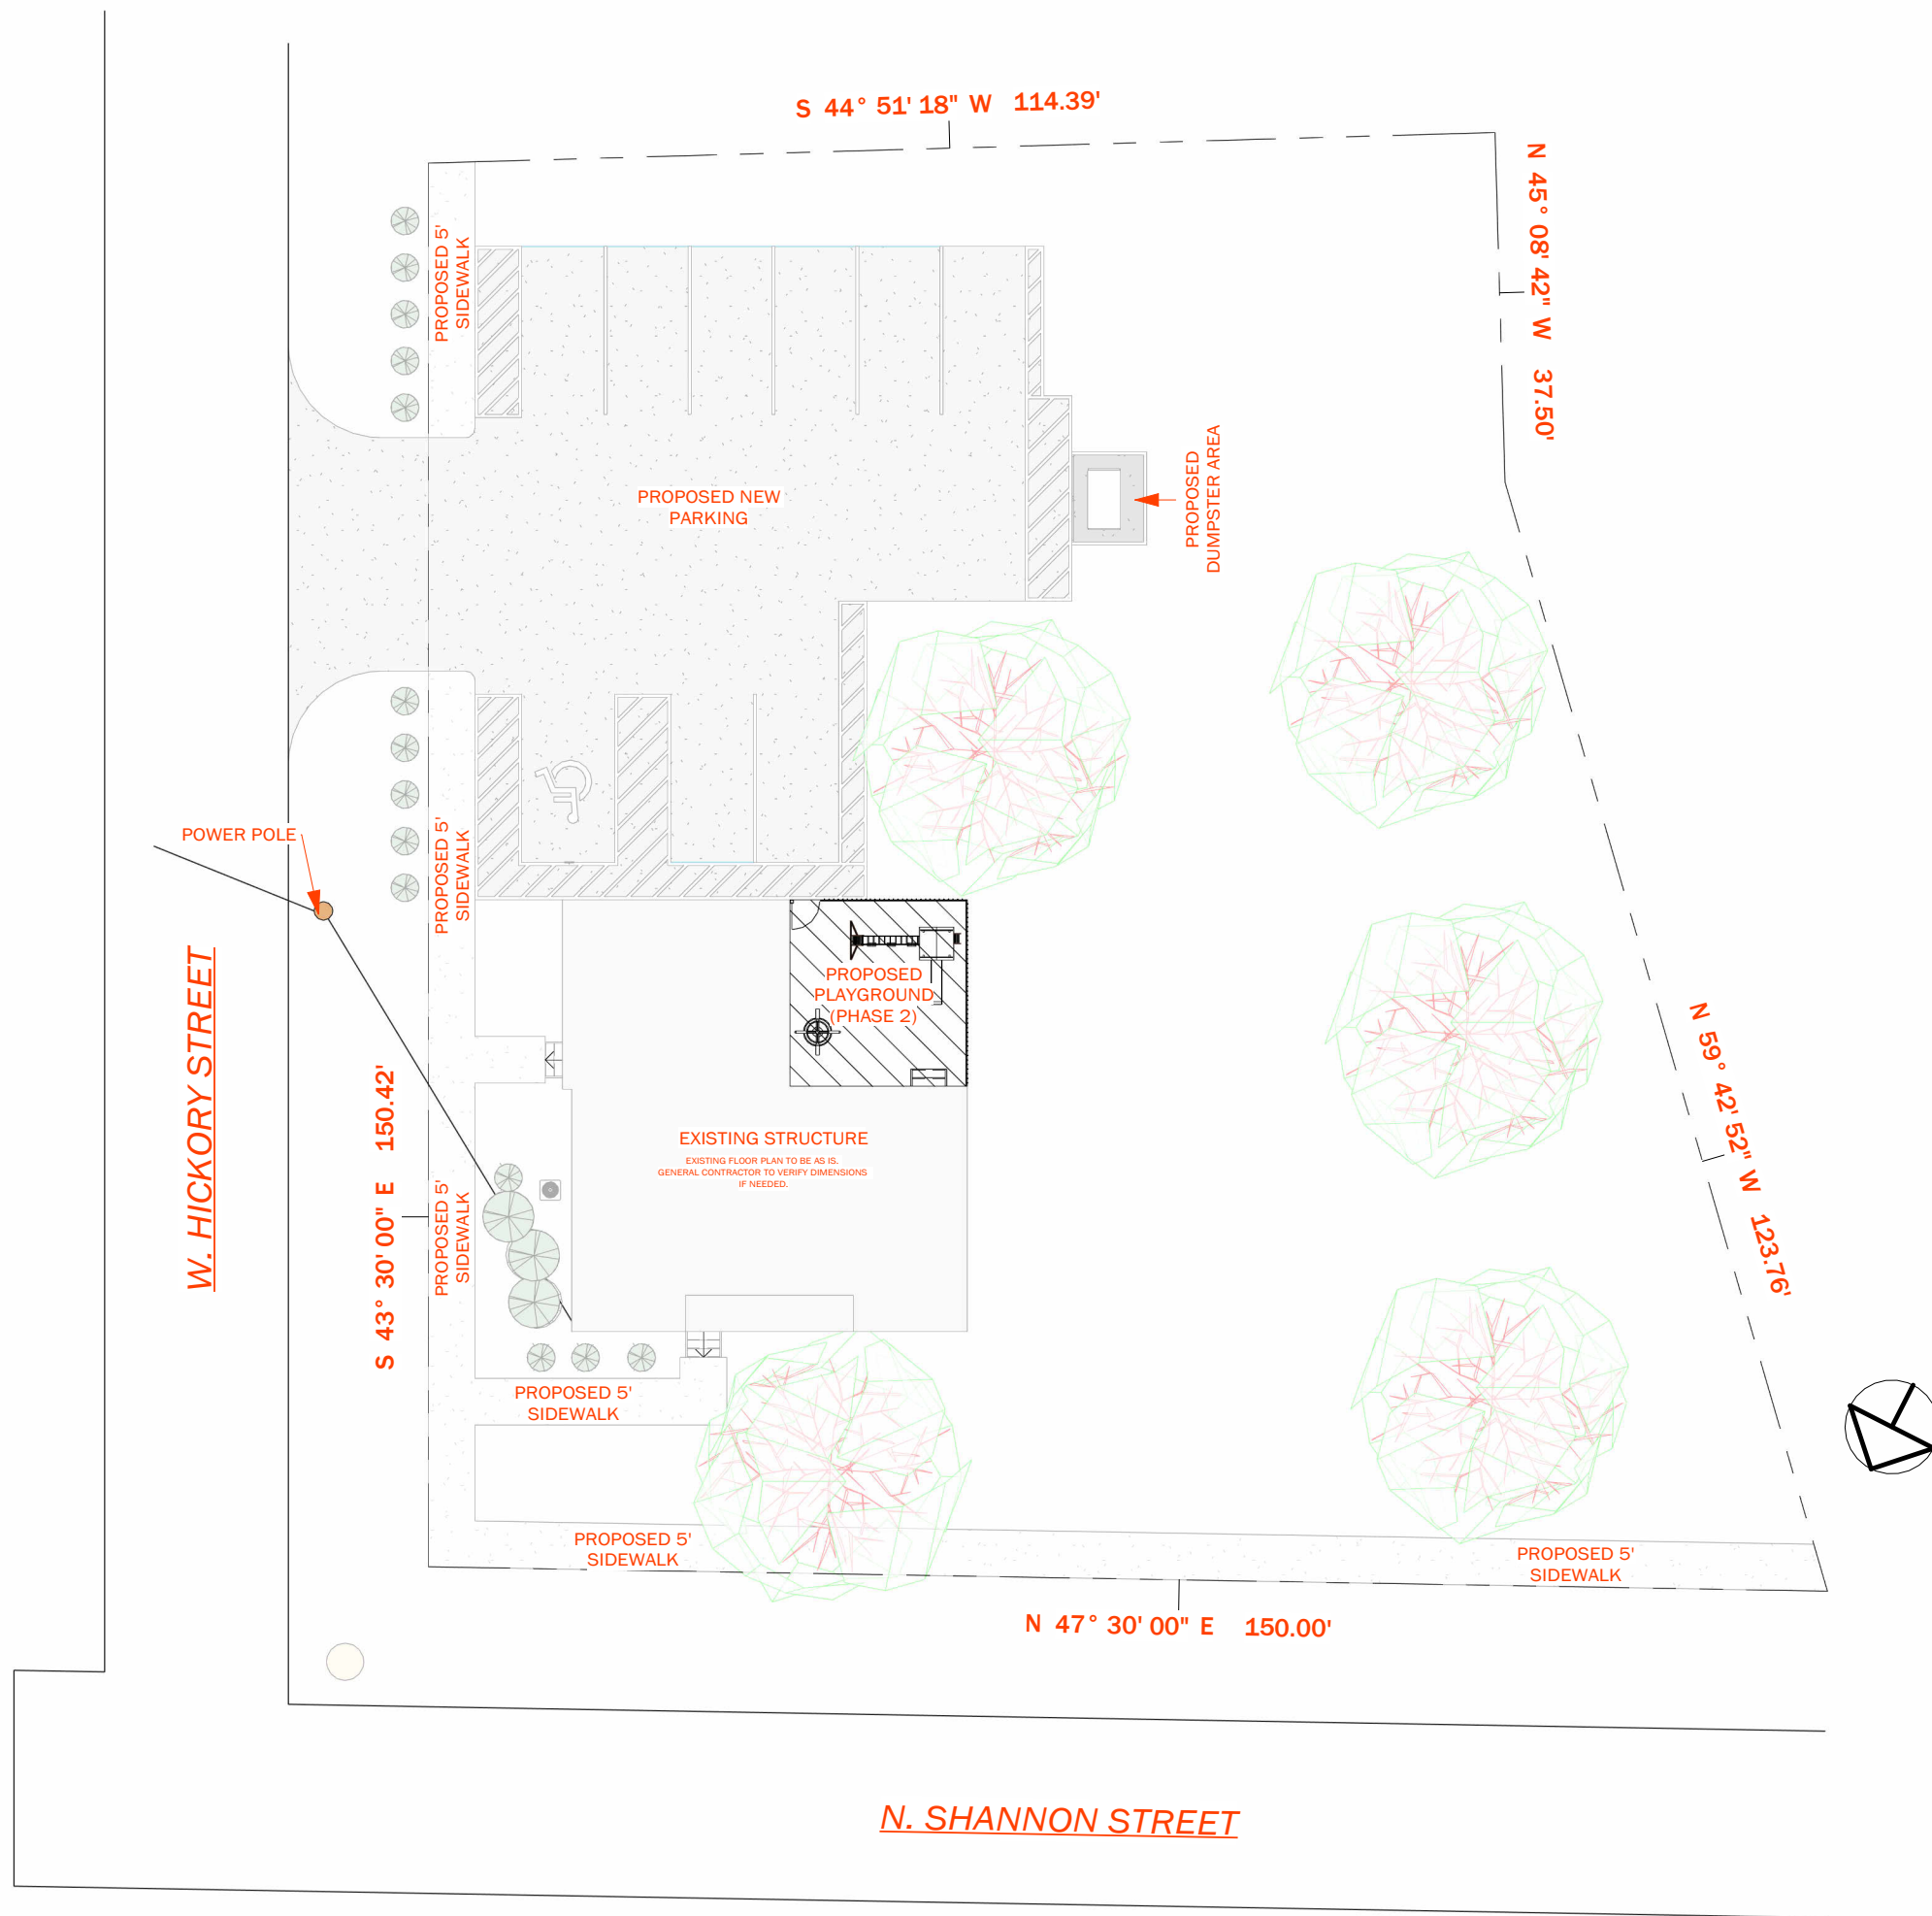 S 44° 51' 18" W 114.39'
N 45° 08' 42" W 37.50'
PROPOSED 5'
SIDEWALK
PROPOSED NEW
PARKING
PROPOSED
DUMPSTER AREA
POWER POLE
PROPOSED 5'
SIDEWALK
W. HICKORY STREET
PROPOSED
PLAYGROUND
(PHASE 2)
N 59° 42' 52" W 123.76'
S 43° 30' 00" E 150.42'
PROPOSED 5'
SIDEWALK
EXISTING STRUCTURE
EXISTING FLOOR PLAN TO BE AS IS.
GENERAL CONTRACTOR TO VERIFY DIMENSIONS
IF NEEDED.
PROPOSED 5'
SIDEWALK
PROPOSED 5'
SIDEWALK
PROPOSED 5'
SIDEWALK
N 47° 30' 00" E 150.00'
N. SHANNON STREET